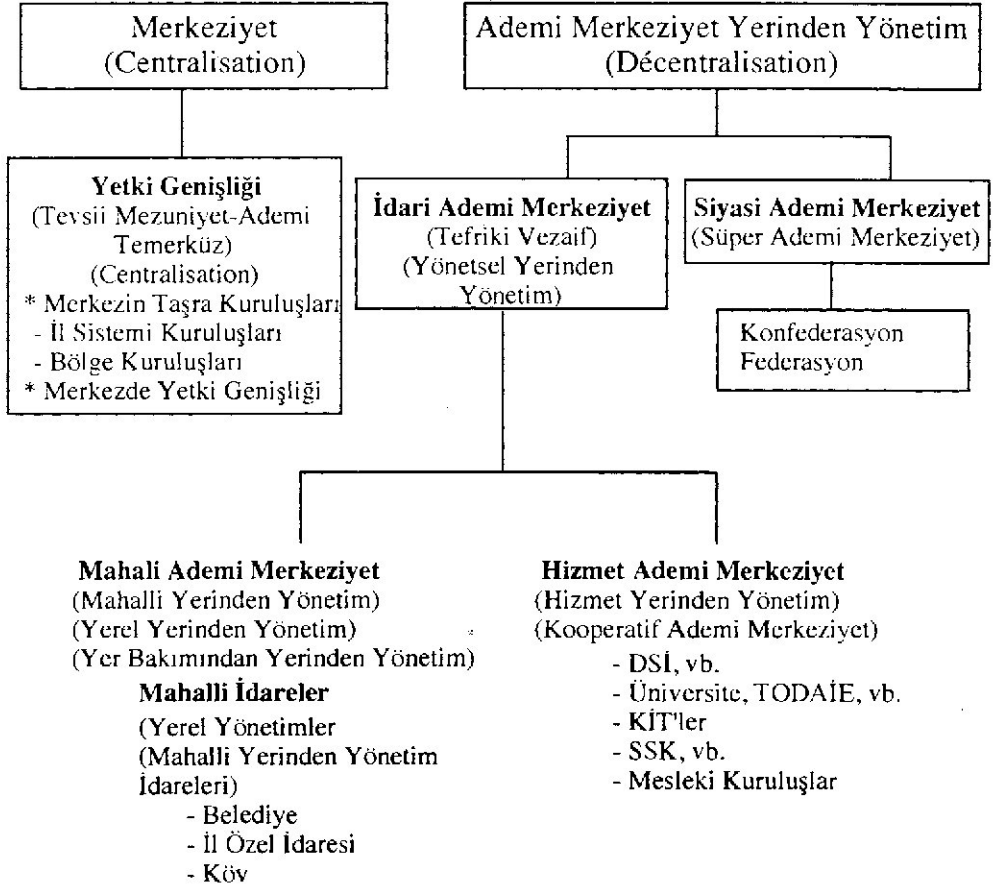 Merkeziyet
(Centralisation)
Ademi Merkeziyet Yerinden Yönetim
(Décentralisation)
Yetki Genişliği
(Tevsii Mezuniyet-Ademi
Temerküz)
(Centralisation)
* Merkezin Taşra Kuruluşları
- İl Sistemi Kuruluşları
- Bölge Kuruluşları
* Merkezde Yetki Genişliği
İdari Ademi Merkeziyet
(Tefriki Vezaif)
(Yönetsel Yerinden
Yönetim)
Siyasi Ademi Merkeziyet
(Süper Ademi Merkeziyet)
Konfederasyon
Federasyon
Mahali Ademi Merkeziyet
(Mahalli Yerinden Yönetim)
(Yerel Yerinden Yönetim)
(Yer Bakımından Yerinden Yönetim)
Mahalli İdareler
(Yerel Yönetimler
(Mahalli Yerinden Yönetim
İdareleri)
- Belediye
- İl Özel İdaresi
- Köy
Hizmet Ademi Merkeziyet
(Hizmet Yerinden Yönetim)
(Kooperatif Ademi Merkeziyet)
- DSİ, vb.
- Üniversite, TODAİE, vb.
- KİT'ler
- SSK, vb.
- Mesleki Kuruluşlar